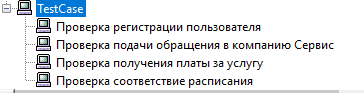 TestCase
Проверка регистрации пользователя
Проверка подачи обращения в компанию Сервис
Проверка получения платы за услугу
Проверка соответствие расписания